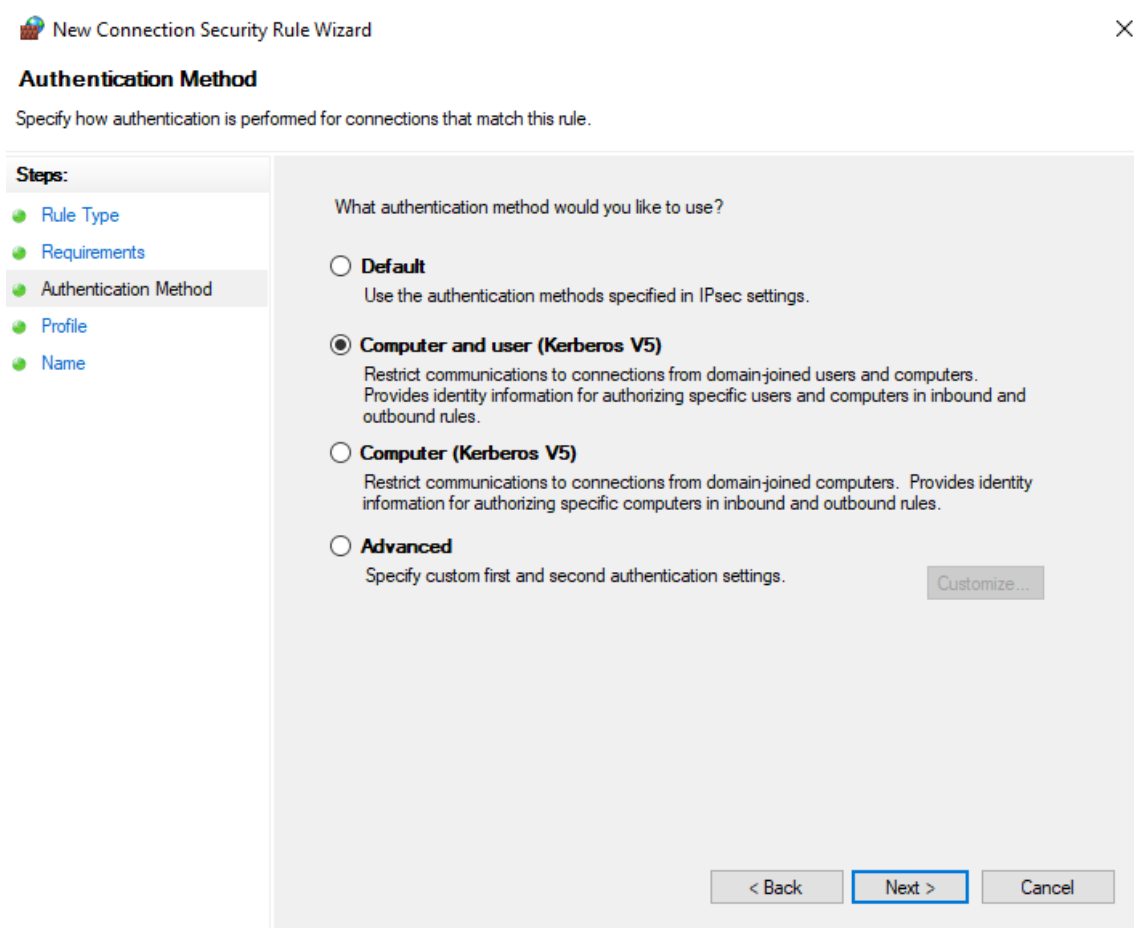 New Connection Security Rule Wizard
Authentication Method
Specify how authentication is performed for connections that match this rule.
Steps:
Rule Type
Requirements
Authentication Method
Profile
Name
What authentication method would you like to use?
Default
Use the authentication methods specified in IPsec settings.
Computer and user (Kerberos V5)
Restrict communications to connections from domain-joined users and computers.
Provides identity information for authorizing specific users and computers in inbound and
outbound rules.
Computer (Kerberos V5)
Restrict communications to connections from domain-joined computers.  Provides identity
information for authorizing specific computers in inbound and outbound rules.
Advanced
Specify custom first and second authentication settings.
Customize...
< Back
Next >
Cancel